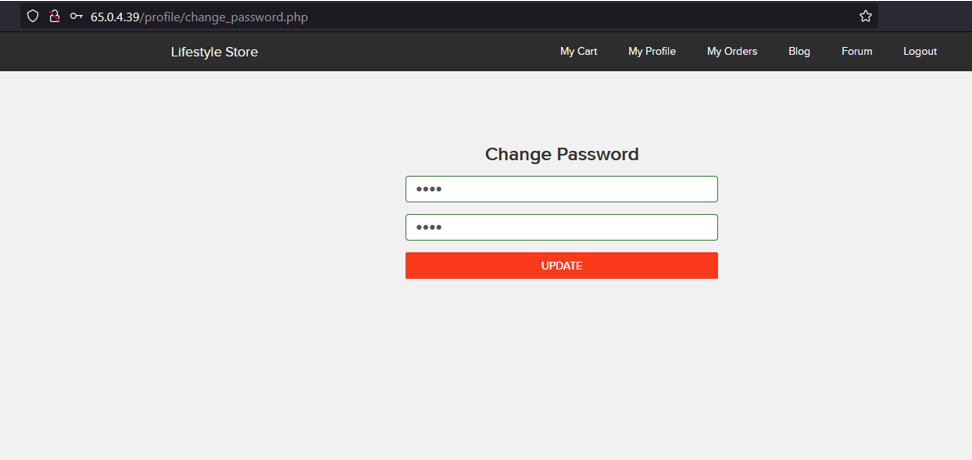 65.0.4.39/profile/change_password.php
Lifestyle Store My Cart My Profile My Orders Blog Forum Logout
Change Password
••••
••••
UPDATE